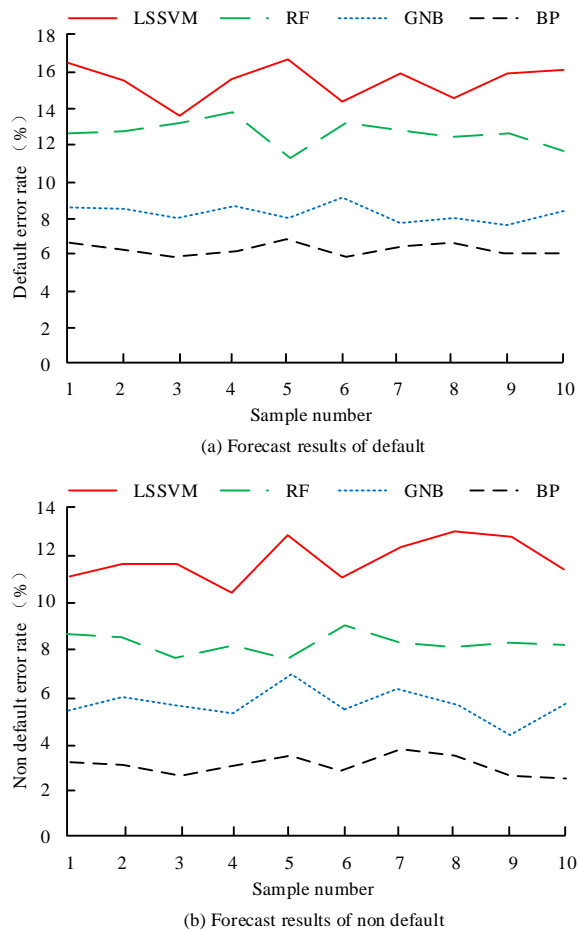 LSSVM RF GNB BP
18
16
14
12
10
8
6
4
2
0
Default error rate（%）
1 2 3 4 5 6 7 8 9 10
Sample number
(a) Forecast results of default
LSSVM RF GNB BP
14
12
10
8
6
4
2
0
Non default error rate（%）
1 2 3 4 5 6 7 8 9 10
Sample number
(b) Forecast results of non default